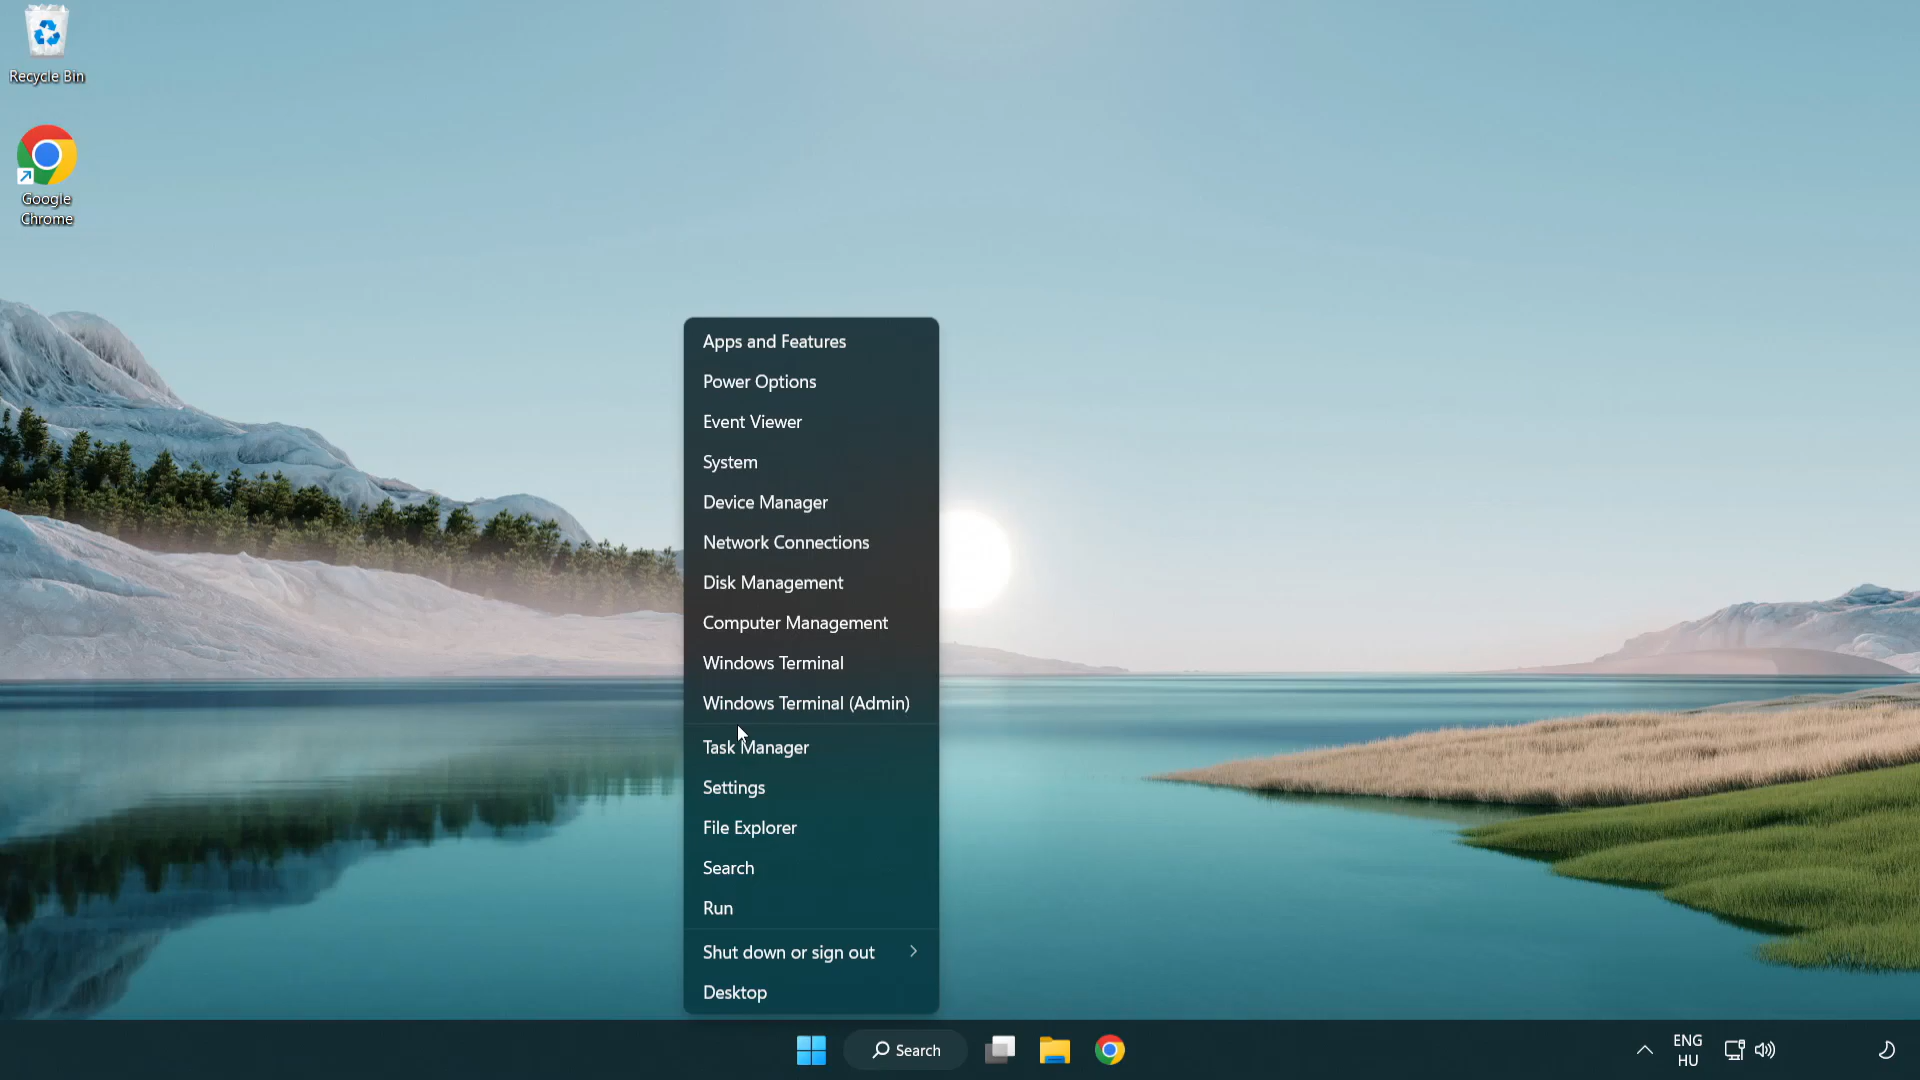 Recycle Bin
Google
Chrome
Apps and Features
Power Options
Event Viewer
System
Device Manager
Network Connections
Disk Management
Computer Management
Windows Terminal
Windows Terminal (Admin)
Task Manager
Settings
File Explorer
Search
Run
Shut down or sign out
Desktop
Search
ENG
HU